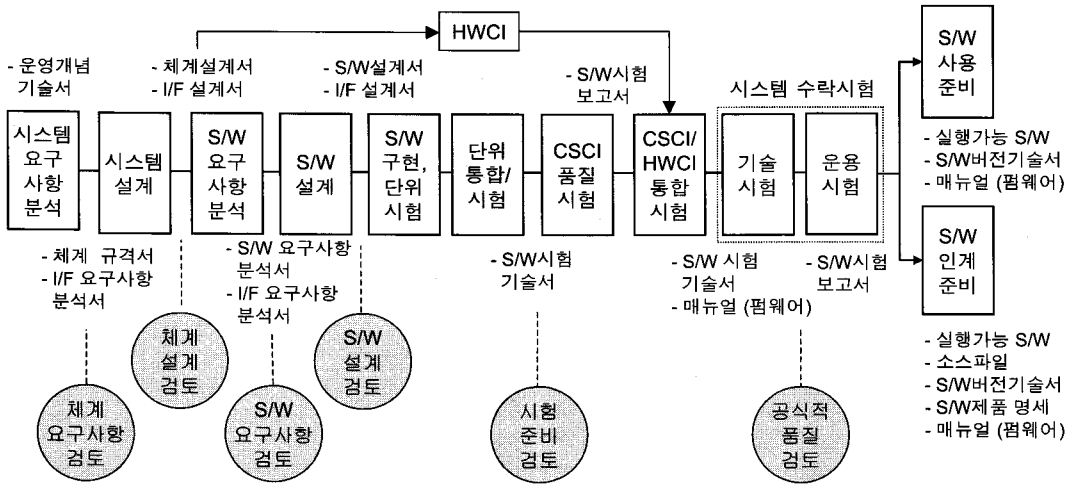 HWCI
- 운영개념
기술서
- 체계설계서
- I/F 설계서
- S/W설계서
- I/F 설계서
- S/W시험
보고서
시스템 수락시험
S/W
사용
준비
시스템
요구
사항
분석
시스템
설계
S/W
요구
사항
분석
S/W
설계
S/W
구현,
단위
시험
단위
통합/
시험
CSCI
품질
시험
CSCI/
HWCI
통합
시험
기술
시험
운용
시험
- 실행가능 S/W
- S/W버전기술서
- 매뉴얼 (펌웨어)
S/W
인계
준비
- 체계 규격서
- I/F 요구사항
분석서
- S/W 요구사항
분석서
- I/F 요구사항
분석서
- S/W시험
기술서
- S/W 시험
기술서
- 매뉴얼 (펌웨어)
- S/W시험
보고서
- 실행가능 S/W
- 소스파일
- S/W버전기술서
- S/W제품 명세
- 매뉴얼 (펌웨어)
체계
요구사항
검토
체계
설계
검토
S/W
요구사항
검토
S/W
설계
검토
시험
준비
검토
공식적
품질
검토